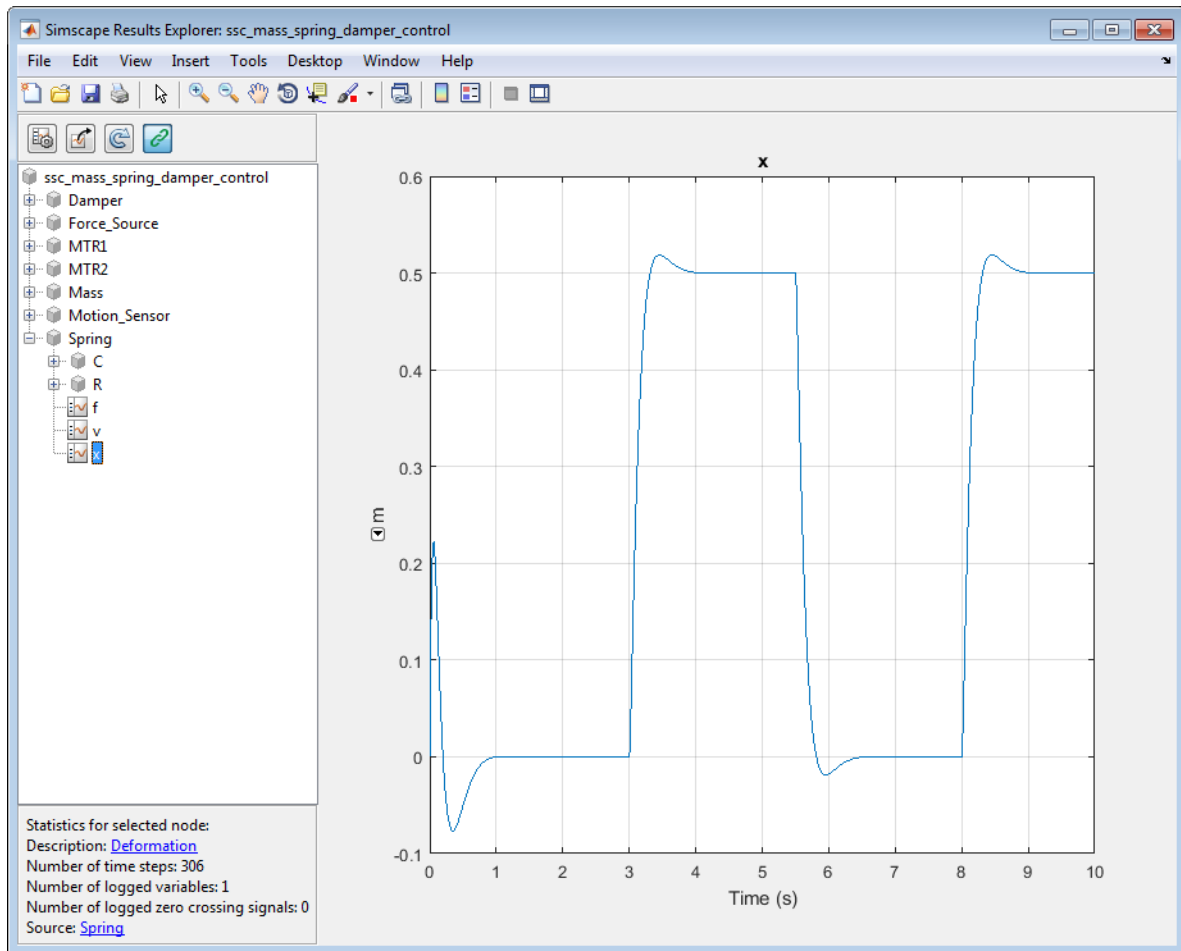 Simscape Results Explorer: ssc_mass_spring_damper_control
File Edit View Insert Tools Desktop Window Help
ssc_mass_spring_damper_control
Damper
Force_Source
MTR1
MTR2
Mass
Motion_Sensor
Spring
C
R
f
v
x
Statistics for selected node:
Description: Deformation
Number of time steps: 306
Number of logged variables: 1
Number of logged zero crossing signals: 0
Source: Spring
x
0.6
0.5
0.4
0.3
0.2
0.1
0
-0.1
m
0 1 2 3 4 5 6 7 8 9 10
Time (s)